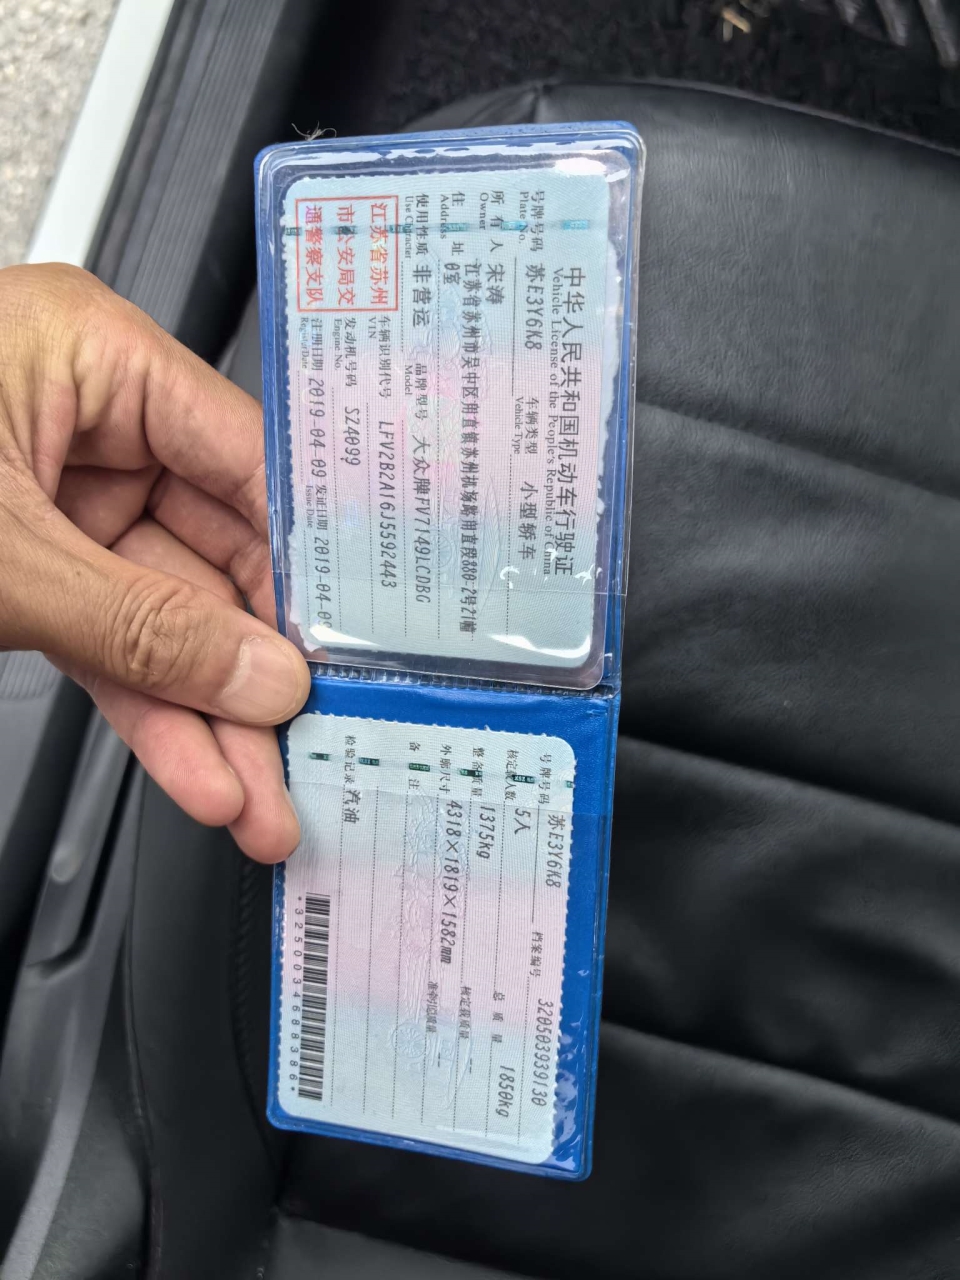 中华人民共和国机动车行驶证
Vehicle License of the People's Republic of China
号牌号码 苏E3Y6K8 车辆类型 小型轿车
Plate No. Vehicle Type
所有人 宋涛
Owner
住址 江苏省苏州市吴中区甪直镇苏州机场路甪直段880-2号21幢
Address 0室
使用性质 非营运 品牌型号 大众牌FV7149LCDBG
Use Character Model
江苏省苏州
市公安局交
通警察支队
车辆识别代号 LFV2B2A16J5592443
VIN
发动机号码 SZ4099
Engine No.
注册日期 2019-04-09 发证日期 2019-04-09
Register Date Issue Date
号牌号码 苏E3Y6K8 档案编号 320503939130
核定载人数 5人 总质量 1850kg
整备质量 1375kg 核定载质量 --
外廓尺寸 4318×1819×1582mm 准牵引总质量 --
备注
检验记录 汽油
*3250034688386*